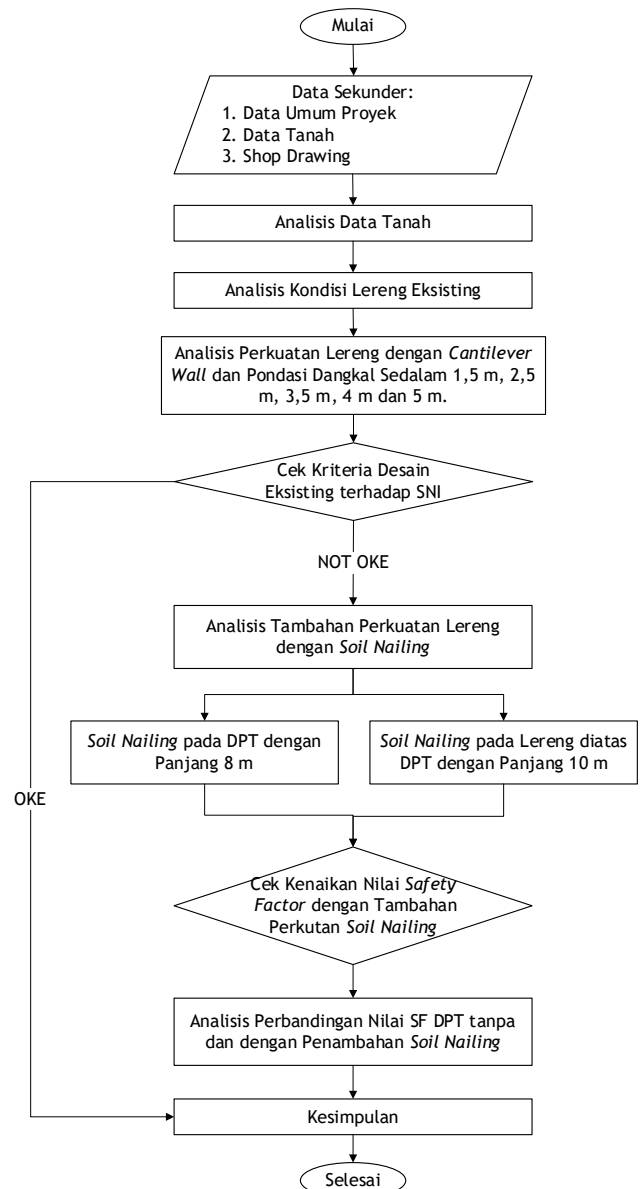 Mulai
Data Sekunder:
1. Data Umum Proyek
2. Data Tanah
3. Shop Drawing
Analisis Data Tanah
Analisis Kondisi Lereng Eksisting
Analisis Perkuatan Lereng dengan Cantilever
Wall dan Pondasi Dangkal Sedalam 1,5 m, 2,5
m, 3,5 m, 4 m dan 5 m.
Cek Kriteria Desain
Eksisting terhadap SNI
NOT OKE
Analisis Tambahan Perkuatan Lereng
dengan Soil Nailing
Soil Nailing pada DPT dengan
Panjang 8 m
Soil Nailing pada Lereng diatas
DPT dengan Panjang 10 m
OKE
Cek Kenaikan Nilai Safety
Factor dengan Tambahan
Perkutan Soil Nailing
Analisis Perbandingan Nilai SF DPT tanpa
dan dengan Penambahan Soil Nailing
Kesimpulan
Selesai